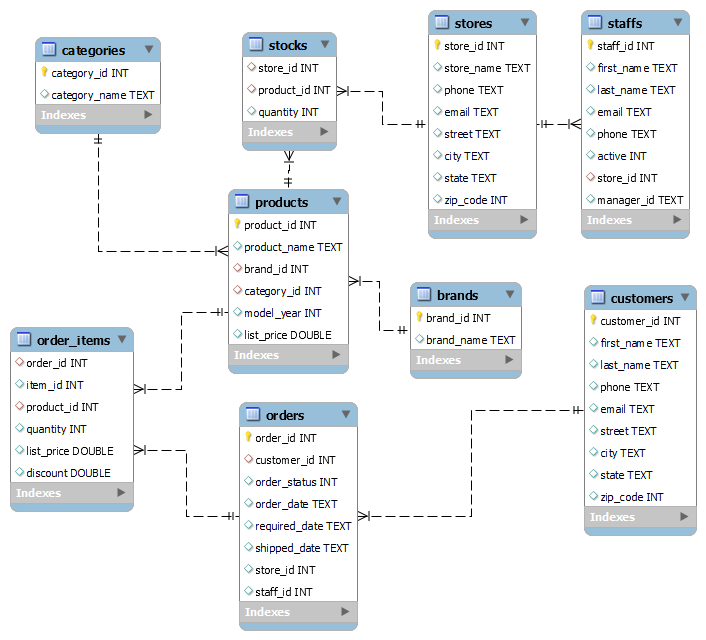 categories
category_id INT
category_name TEXT
Indexes
stocks
store_id INT
product_id INT
quantity INT
Indexes
stores
store_id INT
store_name TEXT
phone TEXT
email TEXT
street TEXT
city TEXT
state TEXT
zip_code INT
Indexes
staffs
staff_id INT
first_name TEXT
last_name TEXT
email TEXT
phone TEXT
active INT
store_id INT
manager_id TEXT
Indexes
products
product_id INT
product_name TEXT
brand_id INT
category_id INT
model_year INT
list_price DOUBLE
Indexes
brands
brand_id INT
brand_name TEXT
Indexes
customers
customer_id INT
first_name TEXT
last_name TEXT
phone TEXT
email TEXT
street TEXT
city TEXT
state TEXT
zip_code INT
Indexes
order_items
order_id INT
item_id INT
product_id INT
quantity INT
list_price DOUBLE
discount DOUBLE
Indexes
orders
order_id INT
customer_id INT
order_status INT
order_date TEXT
required_date TEXT
shipped_date TEXT
store_id INT
staff_id INT
Indexes